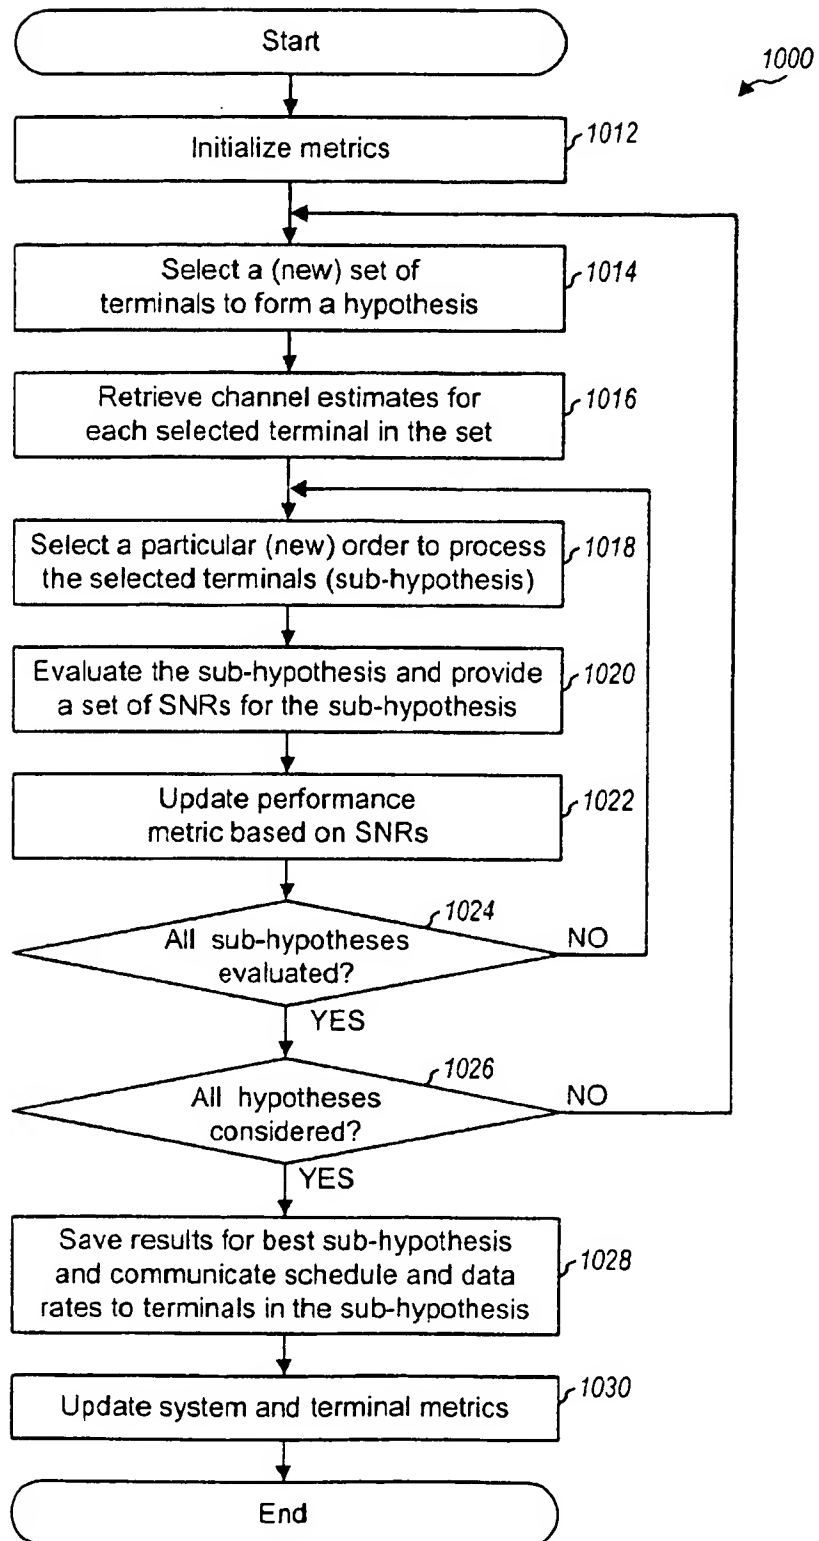 Start
1000
Initialize metrics
1012
Select a (new) set of
terminals to form a hypothesis
1014
Retrieve channel estimates for
each selected terminal in the set
1016
Select a particular (new) order to process
the selected terminals (sub-hypothesis)
1018
Evaluate the sub-hypothesis and provide
a set of SNRs for the sub-hypothesis
1020
Update performance
metric based on SNRs
1022
1024
All sub-hypotheses
evaluated?
NO
YES
1026
All hypotheses
considered?
NO
YES
Save results for best sub-hypothesis
and communicate schedule and data
rates to terminals in the sub-hypothesis
1028
Update system and terminal metrics
1030
End